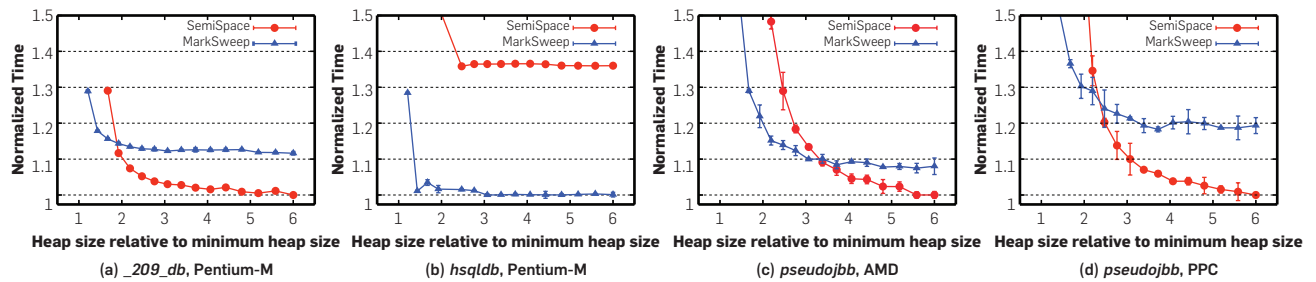 1.5
1.4
1.3
1.2
1.1
1
Normalized Time
SemiSpace
MarkSweep
1 2 3 4 5 6
Heap size relative to minimum heap size
(a) _209_db, Pentium-M
1.5
1.4
1.3
1.2
1.1
1
Normalized Time
SemiSpace
MarkSweep
1 2 3 4 5 6
Heap size relative to minimum heap size
(b) hsqldb, Pentium-M
1.5
1.4
1.3
1.2
1.1
1
Normalized Time
SemiSpace
MarkSweep
1 2 3 4 5 6
Heap size relative to minimum heap size
(c) pseudojbb, AMD
1.5
1.4
1.3
1.2
1.1
1
Normalized Time
SemiSpace
MarkSweep
1 2 3 4 5 6
Heap size relative to minimum heap size
(d) pseudojbb, PPC